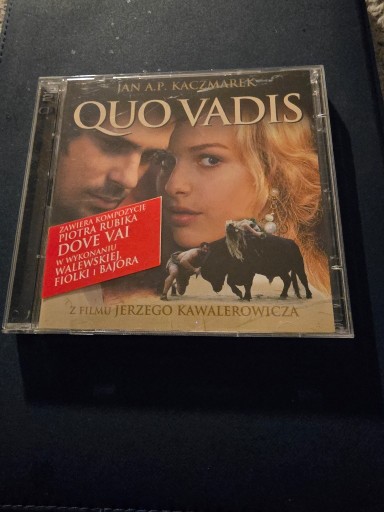 JAN A.P. KACZMAREK
QUO VADIS
ZAWIERA KOMPOZYCJE
PIOTRA RUBIKA
DOVE VAI
W WYKONANIU
WALEWSKIEJ,
FIOLKI i BAJORA
Z FILMU JERZEGO KAWALEROWICZA